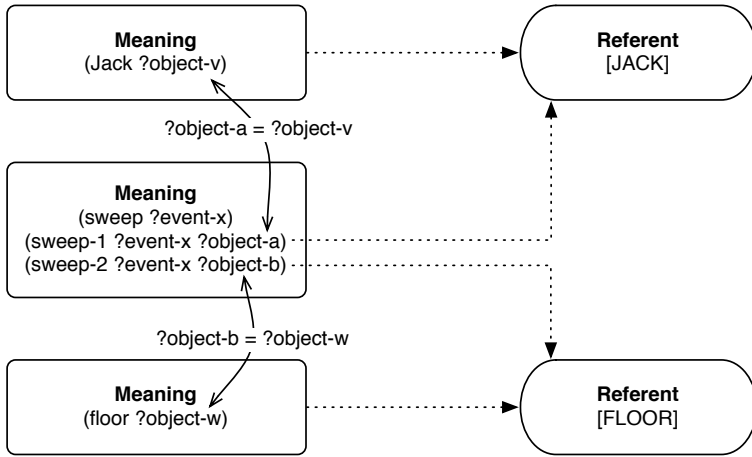 Meaning
(Jack ?object-v)
Referent
[JACK]
?object-a = ?object-v
Meaning
(sweep ?event-x)
(sweep-1 ?event-x ?object-a)
(sweep-2 ?event-x ?object-b)
?object-b = ?object-w
Meaning
(floor ?object-w)
Referent
[FLOOR]